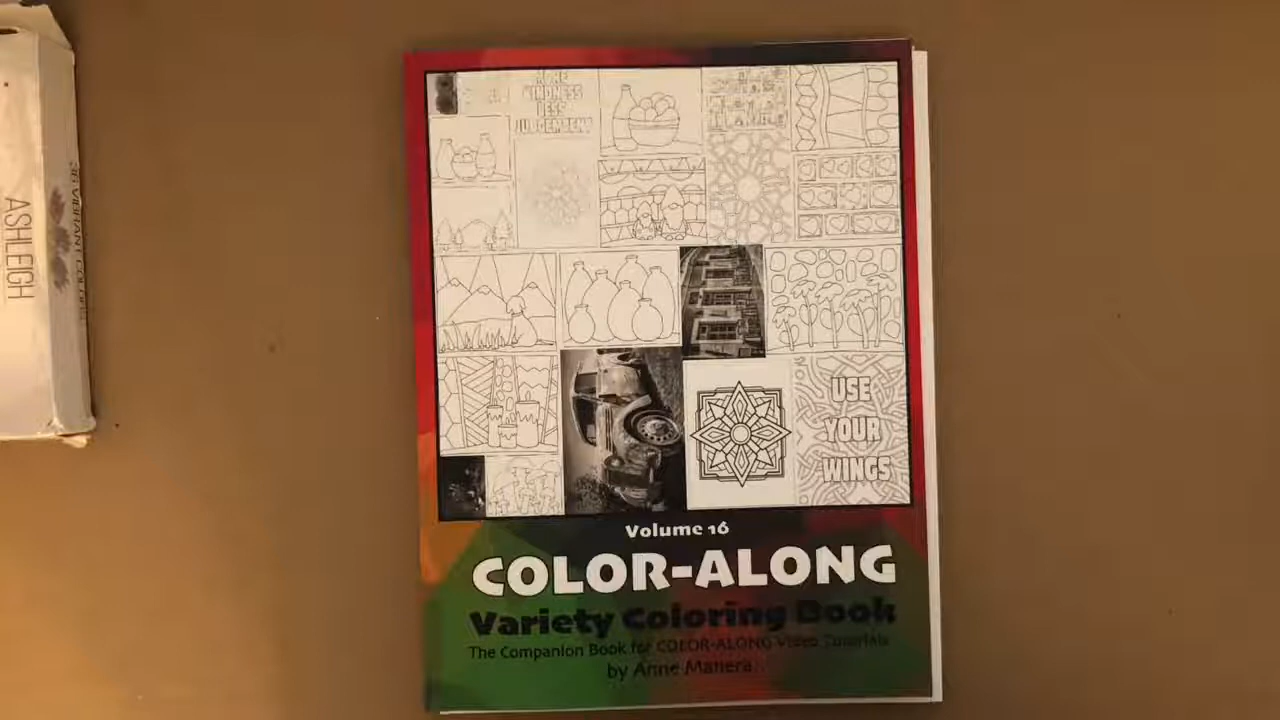 MORE
KINDNESS
LESS
JUDGEMENT
USE
YOUR
WINGS
Volume 16
COLOR-ALONG
Variety Coloring Book
The Companion Book for COLOR-ALONG Video Tutorials
by Anne Manera
ASHLEIGH
36 VIBRANT COLORS